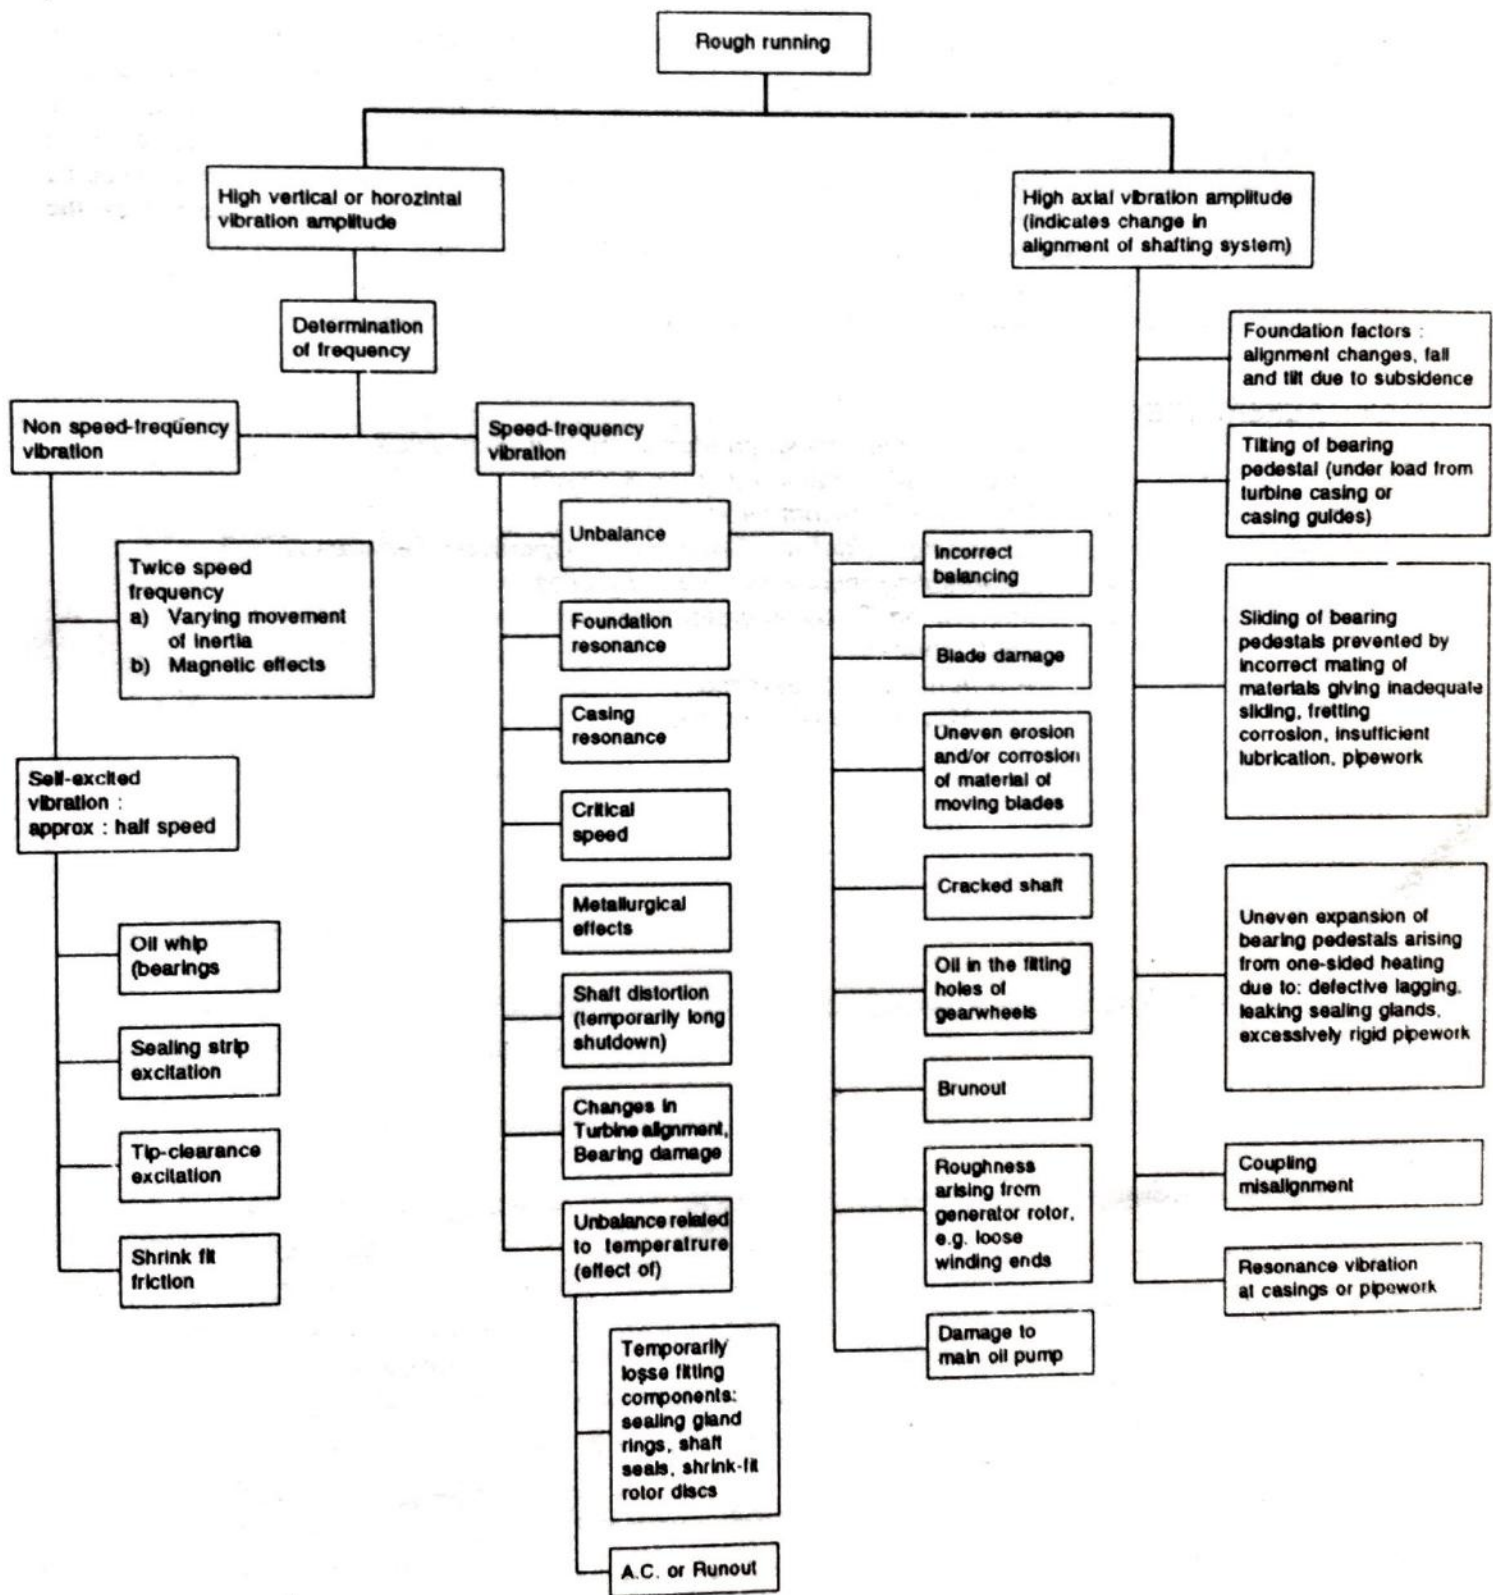 Rough running
High vertical or horozintal
vibration amplitude
High axial vibration amplitude
(indicates change in
alignment of shafting system)
Determination
of frequency
Non speed-frequency
vibration
Speed-frequency
vibration
Twice speed
frequency
a) Varying movement
of inertia
b) Magnetic effects
Self-excited
vibration :
approx : half speed
Oil whip
(bearings
Sealing strip
excitation
Tip-clearance
excitation
Shrink fit
friction
Unbalance
Foundation
resonance
Casing
resonance
Critical
speed
Metallurgical
effects
Shaft distortion
(temporarily long
shutdown)
Changes in
Turbine alignment,
Bearing damage
Unbalance related
to temperatrure
(effect of)
Temporarily
losse fitting
components:
sealing gland
rings, shaft
seals, shrink-fit
rotor discs
A.C. or Runout
Incorrect
balancing
Blade damage
Uneven erosion
and/or corrosion
of material of
moving blades
Cracked shaft
Oil in the fitting
holes of
gearwheels
Brunout
Roughness
arising from
generator rotor,
e.g. loose
winding ends
Damage to
main oil pump
Foundation factors :
alignment changes, fall
and tilt due to subsidence
Tilting of bearing
pedestal (under load from
turbine casing or
casing guides)
Sliding of bearing
pedestals prevented by
incorrect mating of
materials giving inadequate
sliding, fretting
corrosion, insufficient
lubrication, pipework
Uneven expansion of
bearing pedestals arising
from one-sided heating
due to: defective lagging,
leaking sealing glands,
excessively rigid pipework
Coupling
misalignment
Resonance vibration
at casings or pipework